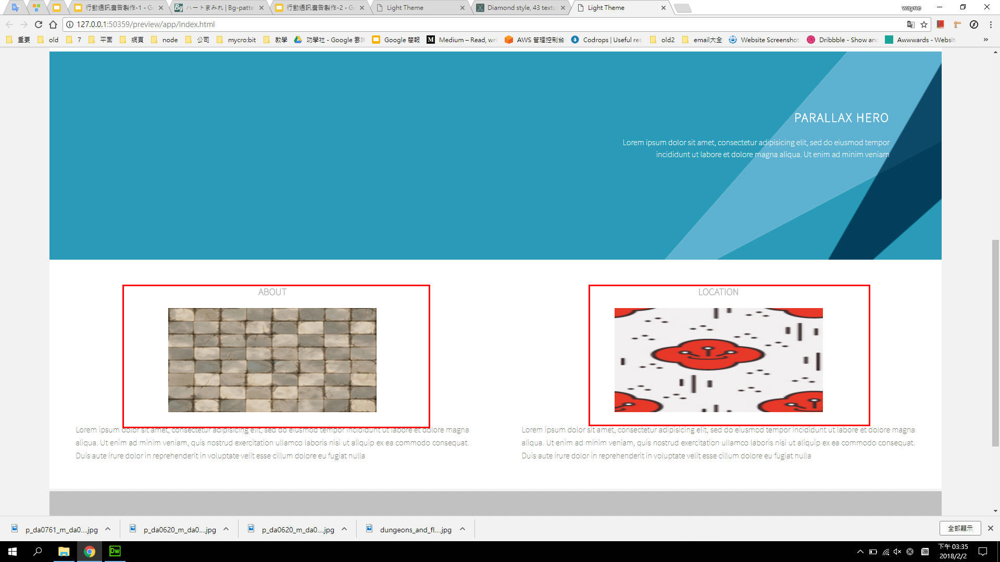 行動通訊廣告製作-1 - G
ハートまみれ | Bg-patte
行動通訊廣告製作-2 - G
Light Theme
Diamond style, 43 textu
Light Theme
wayne
127.0.0.1:50359/preview/app/index.html
重要
old
7
平面
網頁
node
公司
mycro:bit
教學
功學社 - Google 雲端
Google 簡報
Medium – Read, wri
AWS 管理控制台
Codrops | Useful res
old2
email大全
Website Screenshot
Dribbble - Show and
Awwwards - Websit
PARALLAX HERO
Lorem ipsum dolor sit amet, consectetur adipisicing elit, sed do eiusmod tempor
incididunt ut labore et dolore magna aliqua. Ut enim ad minim veniam
ABOUT
LOCATION
Lorem ipsum dolor sit amet, consectetur adipisicing elit, sed do eiusmod tempor incididunt ut labore et dolore magna
aliqua. Ut enim ad minim veniam, quis nostrud exercitation ullamco laboris nisi ut aliquip ex ea commodo consequat.
Duis aute irure dolor in reprehenderit in voluptate velit esse cillum dolore eu fugiat nulla
Lorem ipsum dolor sit amet, consectetur adipisicing elit, sed do eiusmod tempor incididunt ut labore et dolore magna
aliqua. Ut enim ad minim veniam, quis nostrud exercitation ullamco laboris nisi ut aliquip ex ea commodo consequat.
Duis aute irure dolor in reprehenderit in voluptate velit esse cillum dolore eu fugiat nulla
p_da0761_m_da0....jpg
p_da0620_m_da0....jpg
p_da0620_m_da0....jpg
dungeons_and_fl....jpg
全部顯示
Dw
下午 03:35
2018/2/2